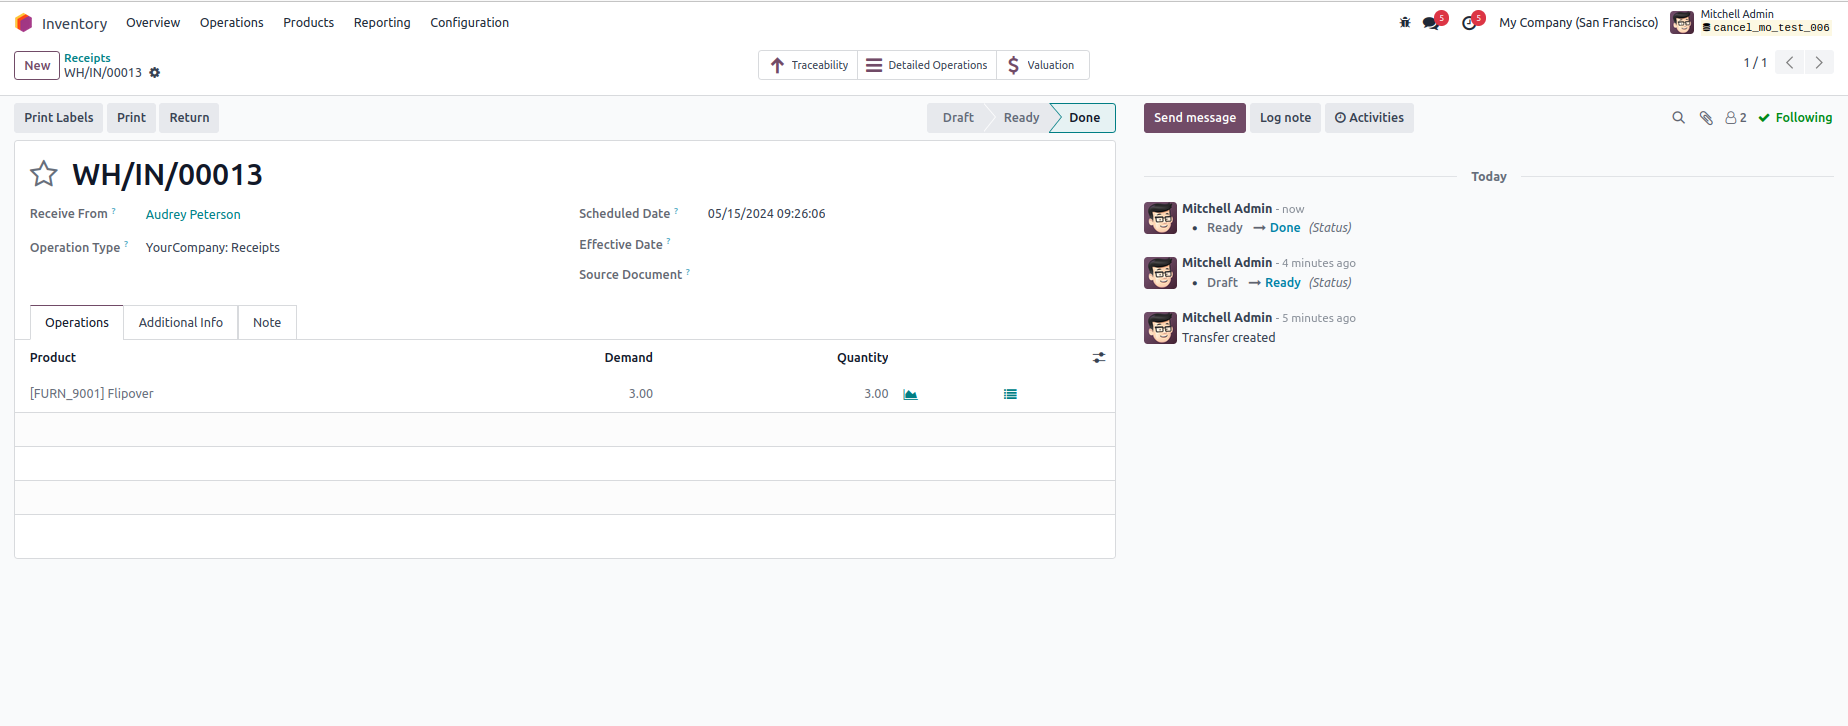 Inventory Overview Operations Products Reporting Configuration 5 5 My Company (San Francisco) Mitchell Admin
cancel_mo_test_006
New Receipts
WH/IN/00013
Traceability Detailed Operations Valuation 1 / 1
Print Labels Print Return Draft Ready Done Send message Log note Activities 2 Following
WH/IN/00013
Receive From ? Audrey Peterson
Operation Type ? YourCompany: Receipts
Scheduled Date ? 05/15/2024 09:26:06
Effective Date ?
Source Document ?
Operations Additional Info Note
Product Demand Quantity
[FURN_9001] Flipover 3.00 3.00
Today
Mitchell Admin - now
• Ready → Done (Status)
Mitchell Admin - 4 minutes ago
• Draft → Ready (Status)
Mitchell Admin - 5 minutes ago
Transfer created